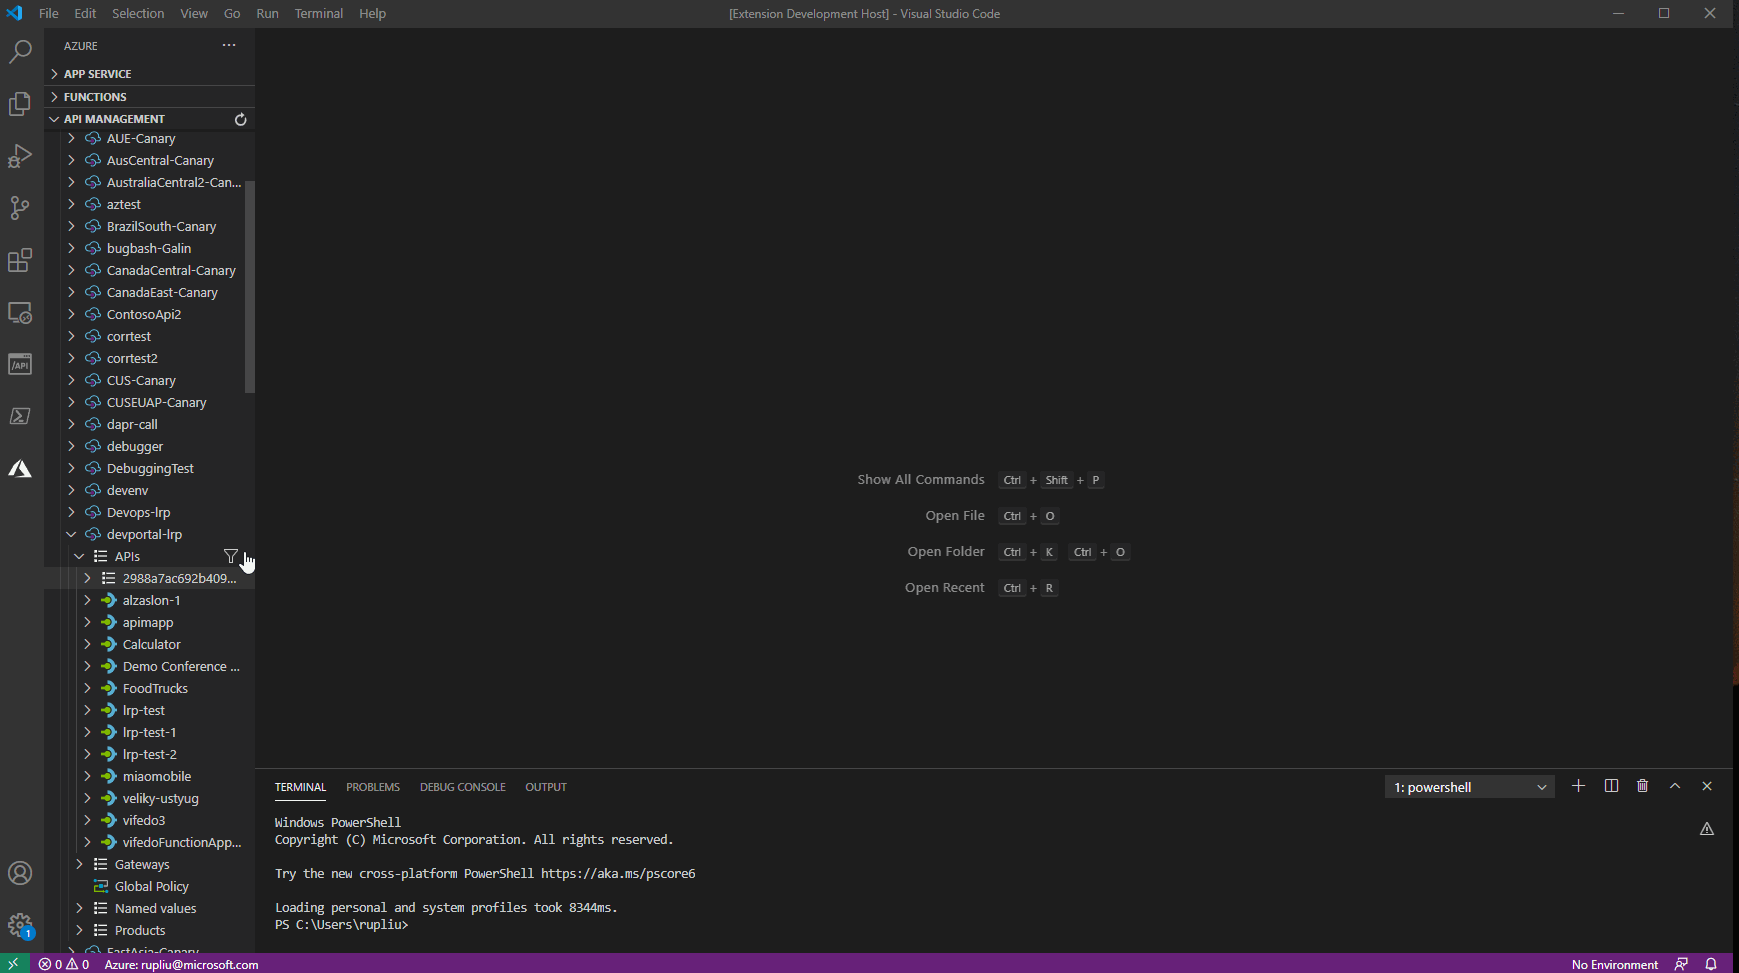 File Edit Selection View Go Run Terminal Help
[Extension Development Host] - Visual Studio Code
AZURE
APP SERVICE
FUNCTIONS
API MANAGEMENT
AUE-Canary
AusCentral-Canary
AustraliaCentral2-Can...
aztest
BrazilSouth-Canary
bugbash-Galin
CanadaCentral-Canary
CanadaEast-Canary
ContosoApi2
corrtest
corrtest2
CUS-Canary
CUSEUAP-Canary
dapr-call
debugger
DebuggingTest
devenv
Devops-lrp
devportal-lrp
APIs
2988a7ac692b409...
alzaslon-1
apimapp
Calculator
Demo Conference ...
FoodTrucks
lrp-test
lrp-test-1
lrp-test-2
miaomobile
veliky-ustyug
vifedo3
vifedoFunctionApp...
Gateways
Global Policy
Named values
Products
EastAsia-Canary
/API
Show All Commands Ctrl + Shift + P
Open File Ctrl + O
Open Folder Ctrl + K Ctrl + O
Open Recent Ctrl + R
TERMINAL PROBLEMS DEBUG CONSOLE OUTPUT
1: powershell
Windows PowerShell
Copyright (C) Microsoft Corporation. All rights reserved.
Try the new cross-platform PowerShell https://aka.ms/pscore6
Loading personal and system profiles took 8344ms.
PS C:\Users\rupliu>
1
0 0 Azure: rupliu@microsoft.com
No Environment